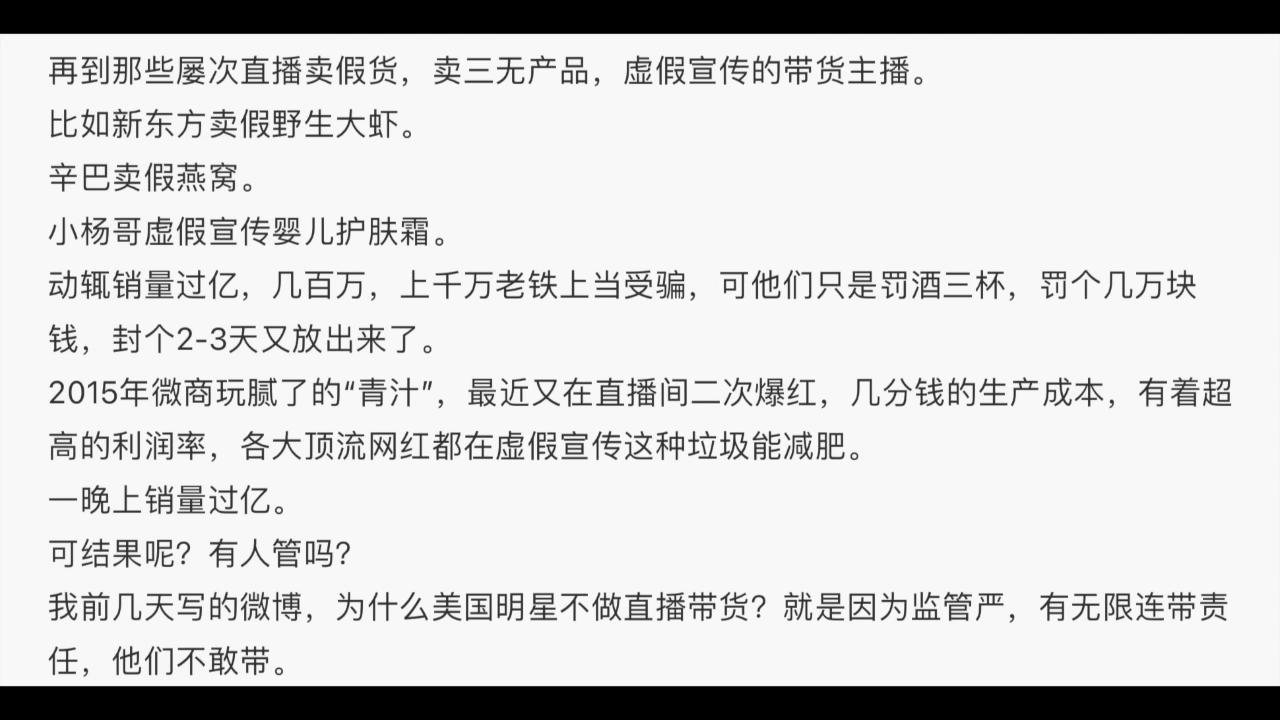 再到那些屡次直播卖假货，卖三无产品，虚假宣传的带货主播。
比如新东方卖假野生大虾。
辛巴卖假燕窝。
小杨哥虚假宣传婴儿护肤霜。
动辄销量过亿，几百万，上千万老铁上当受骗，可他们只是罚酒三杯，罚个几万块
钱，封个2-3天又放出来了。
2015年微商玩腻了的“青汁”，最近又在直播间二次爆红，几分钱的生产成本，有着超
高的利润率，各大顶流网红都在虚假宣传这种垃圾能减肥。
一晚上销量过亿。
可结果呢？有人管吗？
我前几天写的微博，为什么美国明星不做直播带货？就是因为监管严，有无限连带责
任，他们不敢带。